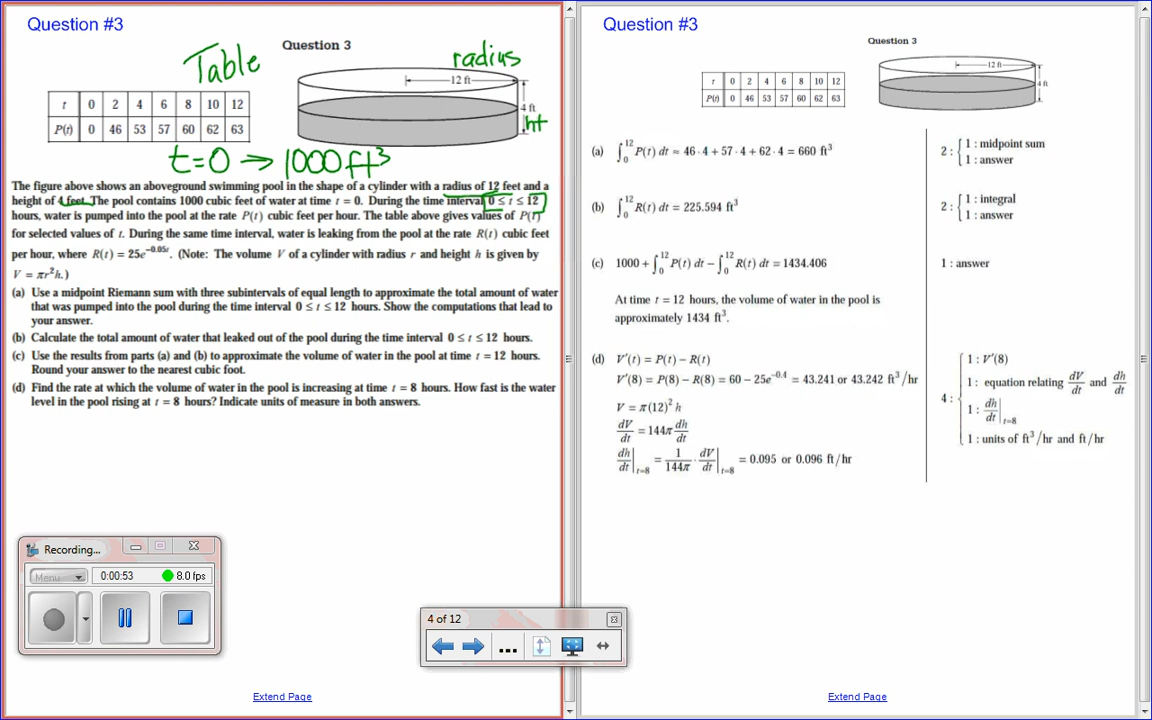 Question #3
Question 3
Table
radius
12 ft
4 ft
ht
t 0 2 4 6 8 10 12
P(t) 0 46 53 57 60 62 63
t=0 → 1000 ft³
The figure above shows an aboveground swimming pool in the shape of a cylinder with a radius of 12 feet and a
height of 4 feet. The pool contains 1000 cubic feet of water at time t = 0. During the time interval 0 ≤ t ≤ 12
hours, water is pumped into the pool at the rate P(t) cubic feet per hour. The table above gives values of P(t)
for selected values of t. During the same time interval, water is leaking from the pool at the rate R(t) cubic feet
per hour, where R(t) = 25e^−0.05t. (Note: The volume V of a cylinder with radius r and height h is given by
V = πr²h.)
(a) Use a midpoint Riemann sum with three subintervals of equal length to approximate the total amount of water
that was pumped into the pool during the time interval 0 ≤ t ≤ 12 hours. Show the computations that lead to
your answer.
(b) Calculate the total amount of water that leaked out of the pool during the time interval 0 ≤ t ≤ 12 hours.
(c) Use the results from parts (a) and (b) to approximate the volume of water in the pool at time t = 12 hours.
Round your answer to the nearest cubic foot.
(d) Find the rate at which the volume of water in the pool is increasing at time t = 8 hours. How fast is the water
level in the pool rising at t = 8 hours? Indicate units of measure in both answers.
Recording...
Menu
0:00:53
8.0 fps
4 of 12
Extend Page
Question #3
Question 3
12 ft
4 ft
t 0 2 4 6 8 10 12
P(t) 0 46 53 57 60 62 63
(a) ∫₀¹² P(t) dt ≈ 46 · 4 + 57 · 4 + 62 · 4 = 660 ft³
2 : { 1 : midpoint sum
1 : answer
(b) ∫₀¹² R(t) dt = 225.594 ft³
2 : { 1 : integral
1 : answer
(c) 1000 + ∫₀¹² P(t) dt − ∫₀¹² R(t) dt = 1434.406
1 : answer
At time t = 12 hours, the volume of water in the pool is
approximately 1434 ft³.
(d) V′(t) = P(t) − R(t)
V′(8) = P(8) − R(8) = 60 − 25e^−0.4 = 43.241 or 43.242 ft³/hr
V = π(12)² h
dV/dt = 144π dh/dt
dh/dt|t=8 = 1/144π · dV/dt|t=8 = 0.095 or 0.096 ft/hr
4 : { 1 : V′(8)
1 : equation relating dV/dt and dh/dt
1 : dh/dt|t=8
1 : units of ft³/hr and ft/hr
Extend Page